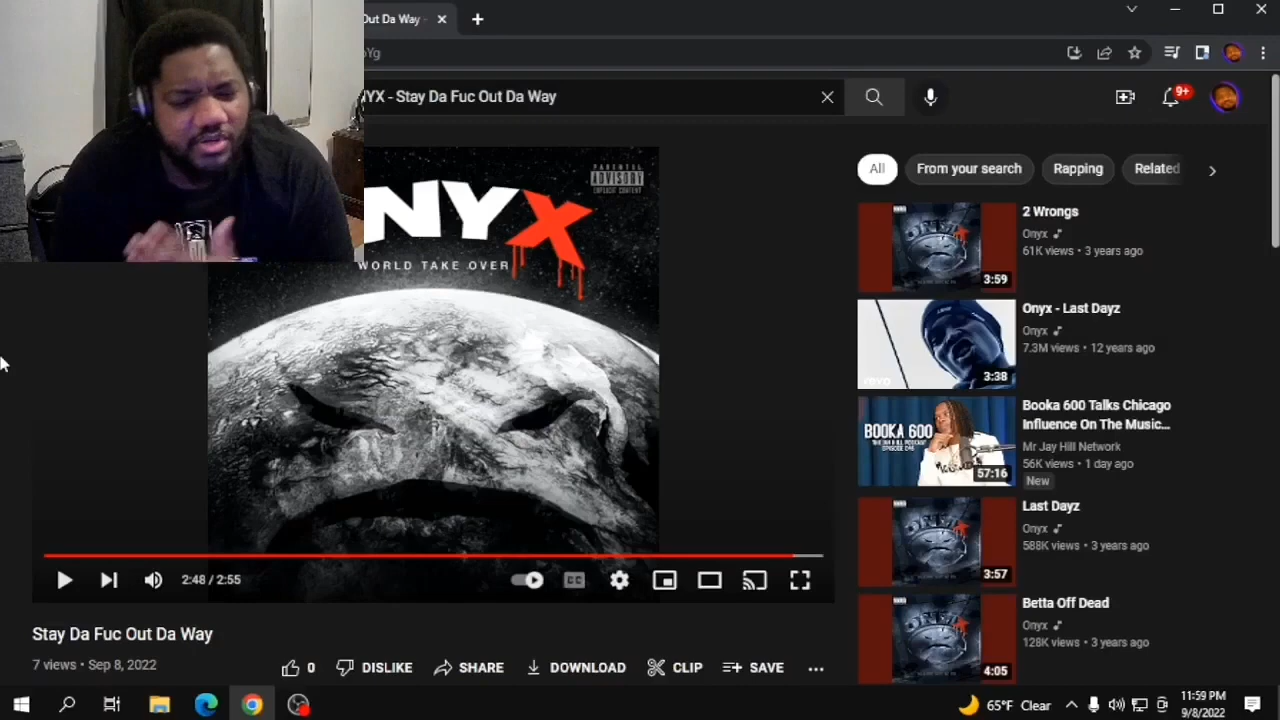 Out Da Way -
oYg
NYX - Stay Da Fuc Out Da Way
9+
All
From your search
Rapping
Related
PARENTAL
ADVISORY
EXPLICIT CONTENT
NYX
WORLD TAKE OVER
2 Wrongs
Onyx
61K views • 3 years ago
3:59
Onyx - Last Dayz
Onyx
7.3M views • 12 years ago
3:38
Booka 600 Talks Chicago
Influence On The Music...
Mr Jay Hill Network
56K views • 1 day ago
New
BOOKA 600
57:16
Last Dayz
Onyx
588K views • 3 years ago
3:57
Betta Off Dead
Onyx
128K views • 3 years ago
4:05
2:48 / 2:55
CC
Stay Da Fuc Out Da Way
7 views • Sep 8, 2022
0
DISLIKE
SHARE
DOWNLOAD
CLIP
SAVE
65°F Clear
11:59 PM
9/8/2022